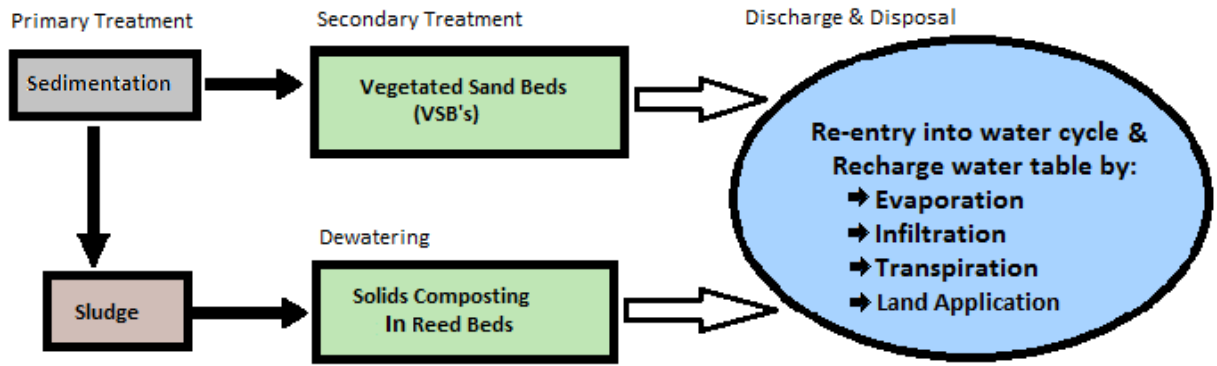 Primary Treatment
Secondary Treatment
Discharge & Disposal
Sedimentation
Vegetated Sand Beds
(VSB's)
Re-entry into water cycle &
Recharge water table by:
➔ Evaporation
➔ Infiltration
➔ Transpiration
➔ Land Application
Dewatering
Sludge
Solids Composting
In Reed Beds